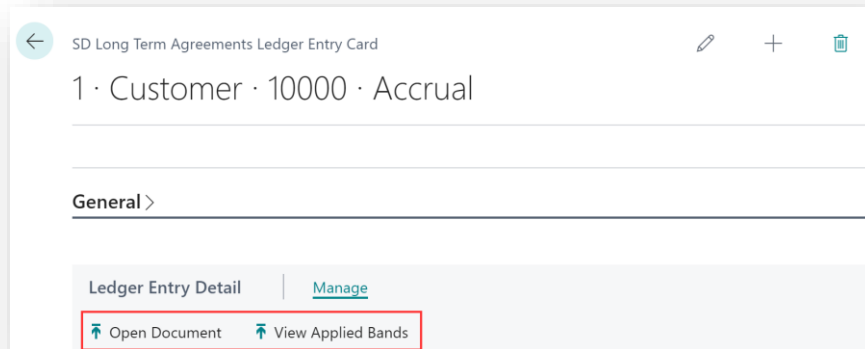 SD Long Term Agreements Ledger Entry Card
1 · Customer · 10000 · Accrual
General
Ledger Entry Detail Manage
Open Document View Applied Bands